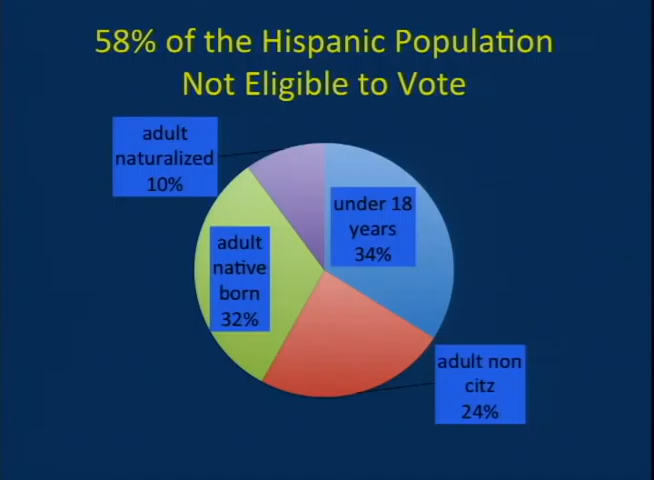 58% of the Hispanic Population
Not Eligible to Vote
adult
naturalized
10%
under 18
years
34%
adult
native
born
32%
adult non
citz
24%